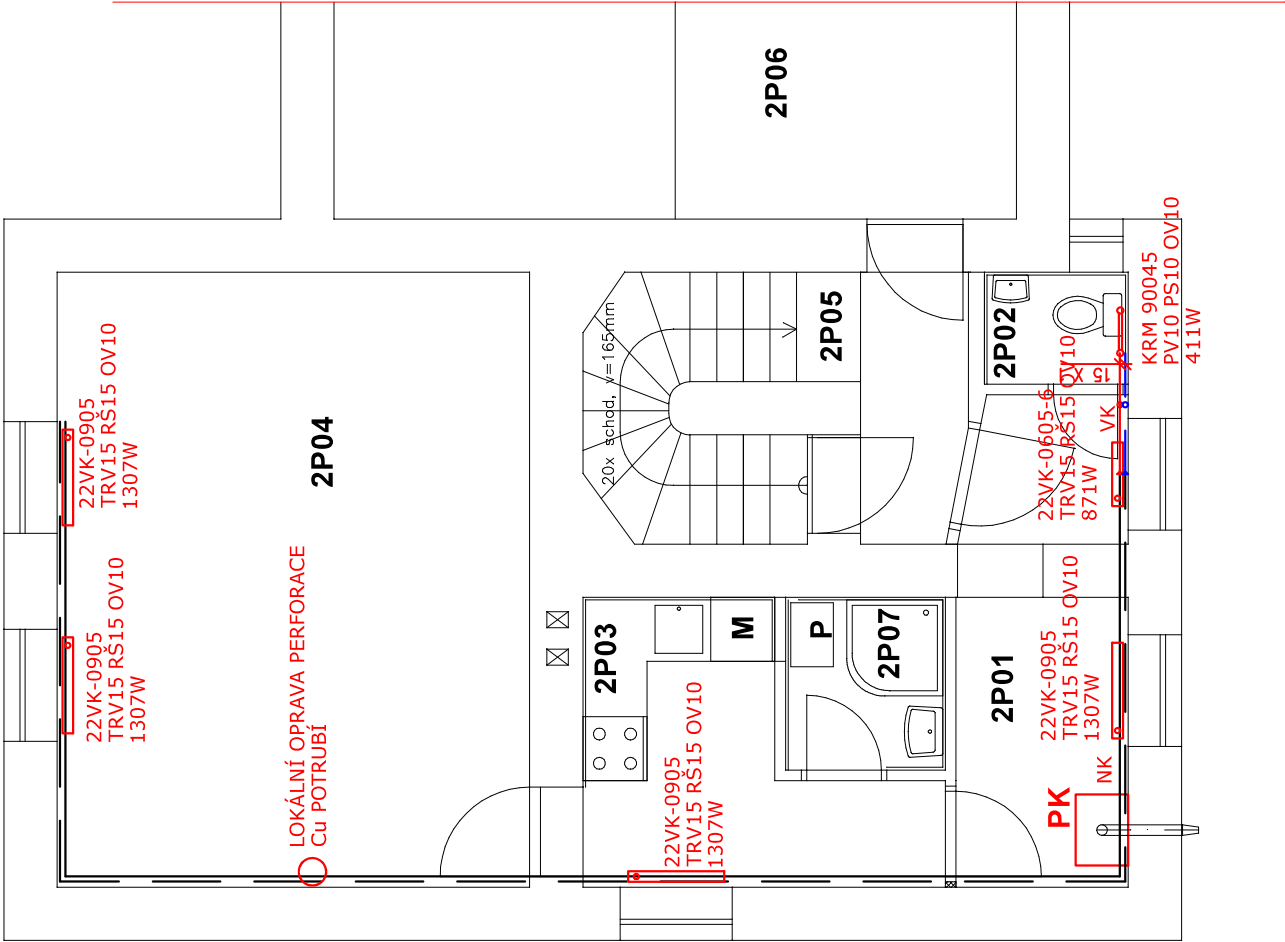 2P06
22VK-0905
TRV15 RŠ15 OV10
1307W
2P04
22VK-0905
TRV15 RŠ15 OV10
1307W
LOKÁLNÍ OPRAVA PERFORACE
Cu POTRUBÍ
20x schod, v=165mm
2P05
2P02
KRM 90045
PV10 PS10 OV10
411W
15 X 1
22VK-0605-6
TRV15 RŠ15 OV10
871W
VK
2P03
M
P
2P07
2P01
22VK-0905
TRV15 RŠ15 OV10
1307W
22VK-0905
TRV15 RŠ15 OV10
1307W
PK
NK